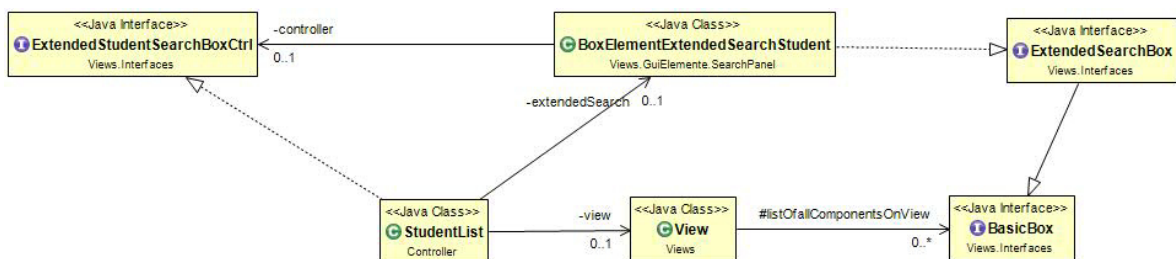 <<Java Interface>>
ExtendedStudentSearchBoxCtrl
Views.Interfaces
-controller
0..1
<<Java Class>>
BoxElementExtendedSearchStudent
Views.GuiElemente.SearchPanel
<<Java Interface>>
ExtendedSearchBox
Views.Interfaces
-extendedSearch
0..1
<<Java Class>>
StudentList
Controller
-view
0..1
<<Java Class>>
View
Views
#listOfallComponentsOnView
0..*
<<Java Interface>>
BasicBox
Views.Interfaces